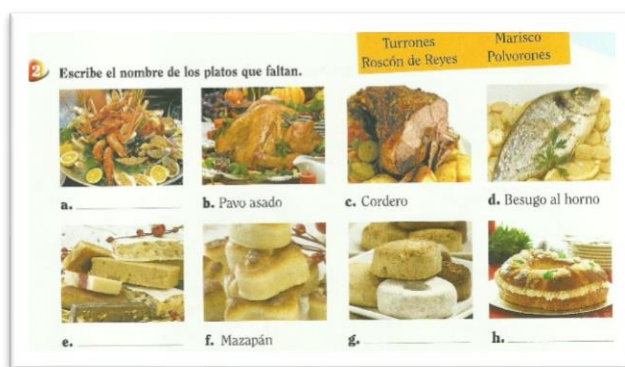 Turrones Marisco
Roscón de Reyes Polvorones
2 Escribe el nombre de los platos que faltan.
a. b. Pavo asado c. Cordero d. Besugo al horno
e. f. Mazapán g. h.